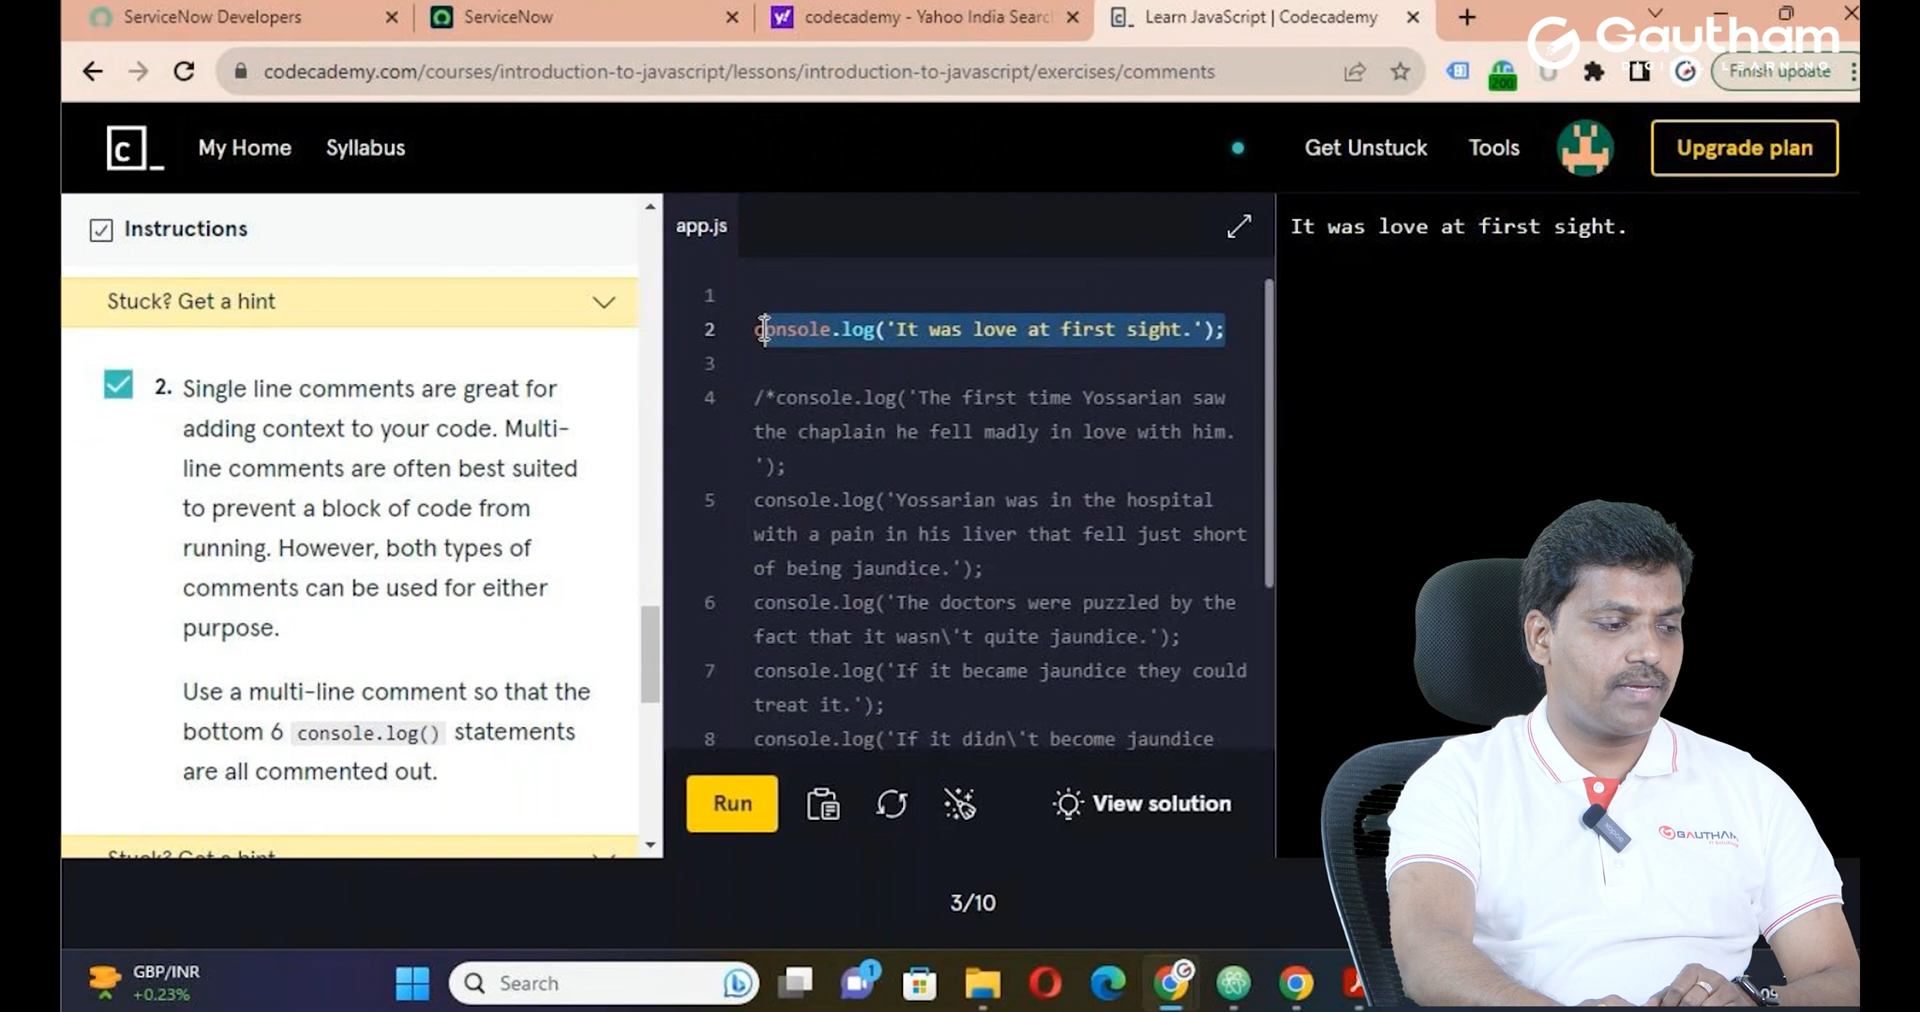 ServiceNow Developers
ServiceNow
codecademy - Yahoo India Searc
Learn JavaScript | Codecademy
Gautham
DIGITAL LEARNING
codecademy.com/courses/introduction-to-javascript/lessons/introduction-to-javascript/exercises/comments
200
Finish update
c_
My Home
Syllabus
Get Unstuck
Tools
Upgrade plan
Instructions
Stuck? Get a hint
2. Single line comments are great for
adding context to your code. Multi-
line comments are often best suited
to prevent a block of code from
running. However, both types of
comments can be used for either
purpose.
Use a multi-line comment so that the
bottom 6 console.log() statements
are all commented out.
Stuck? Get a hint
app.js
1
2 console.log('It was love at first sight.');
3
4 /*console.log('The first time Yossarian saw
the chaplain he fell madly in love with him.
');
5 console.log('Yossarian was in the hospital
with a pain in his liver that fell just short
of being jaundice.');
6 console.log('The doctors were puzzled by the
fact that it wasn\'t quite jaundice.');
7 console.log('If it became jaundice they could
treat it.');
8 console.log('If it didn\'t become jaundice
Run
View solution
It was love at first sight.
3/10
GAUTHAM
GBP/INR
+0.23%
Search
1